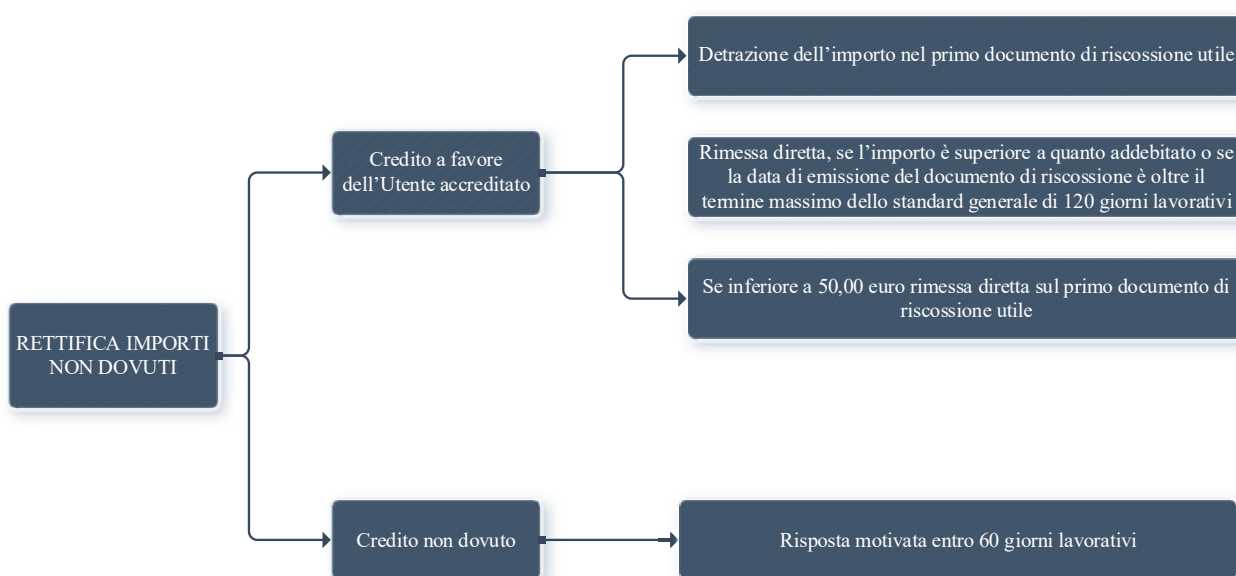 RETTIFICA IMPORTI
NON DOVUTI
Credito a favore
dell’Utente accreditato
Detrazione dell’importo nel primo documento di riscossione utile
Rimessa diretta, se l’importo è superiore a quanto addebitato o se
la data di emissione del documento di riscossione è oltre il
termine massimo dello standard generale di 120 giorni lavorativi
Se inferiore a 50,00 euro rimessa diretta sul primo documento di
riscossione utile
Credito non dovuto
Risposta motivata entro 60 giorni lavorativi